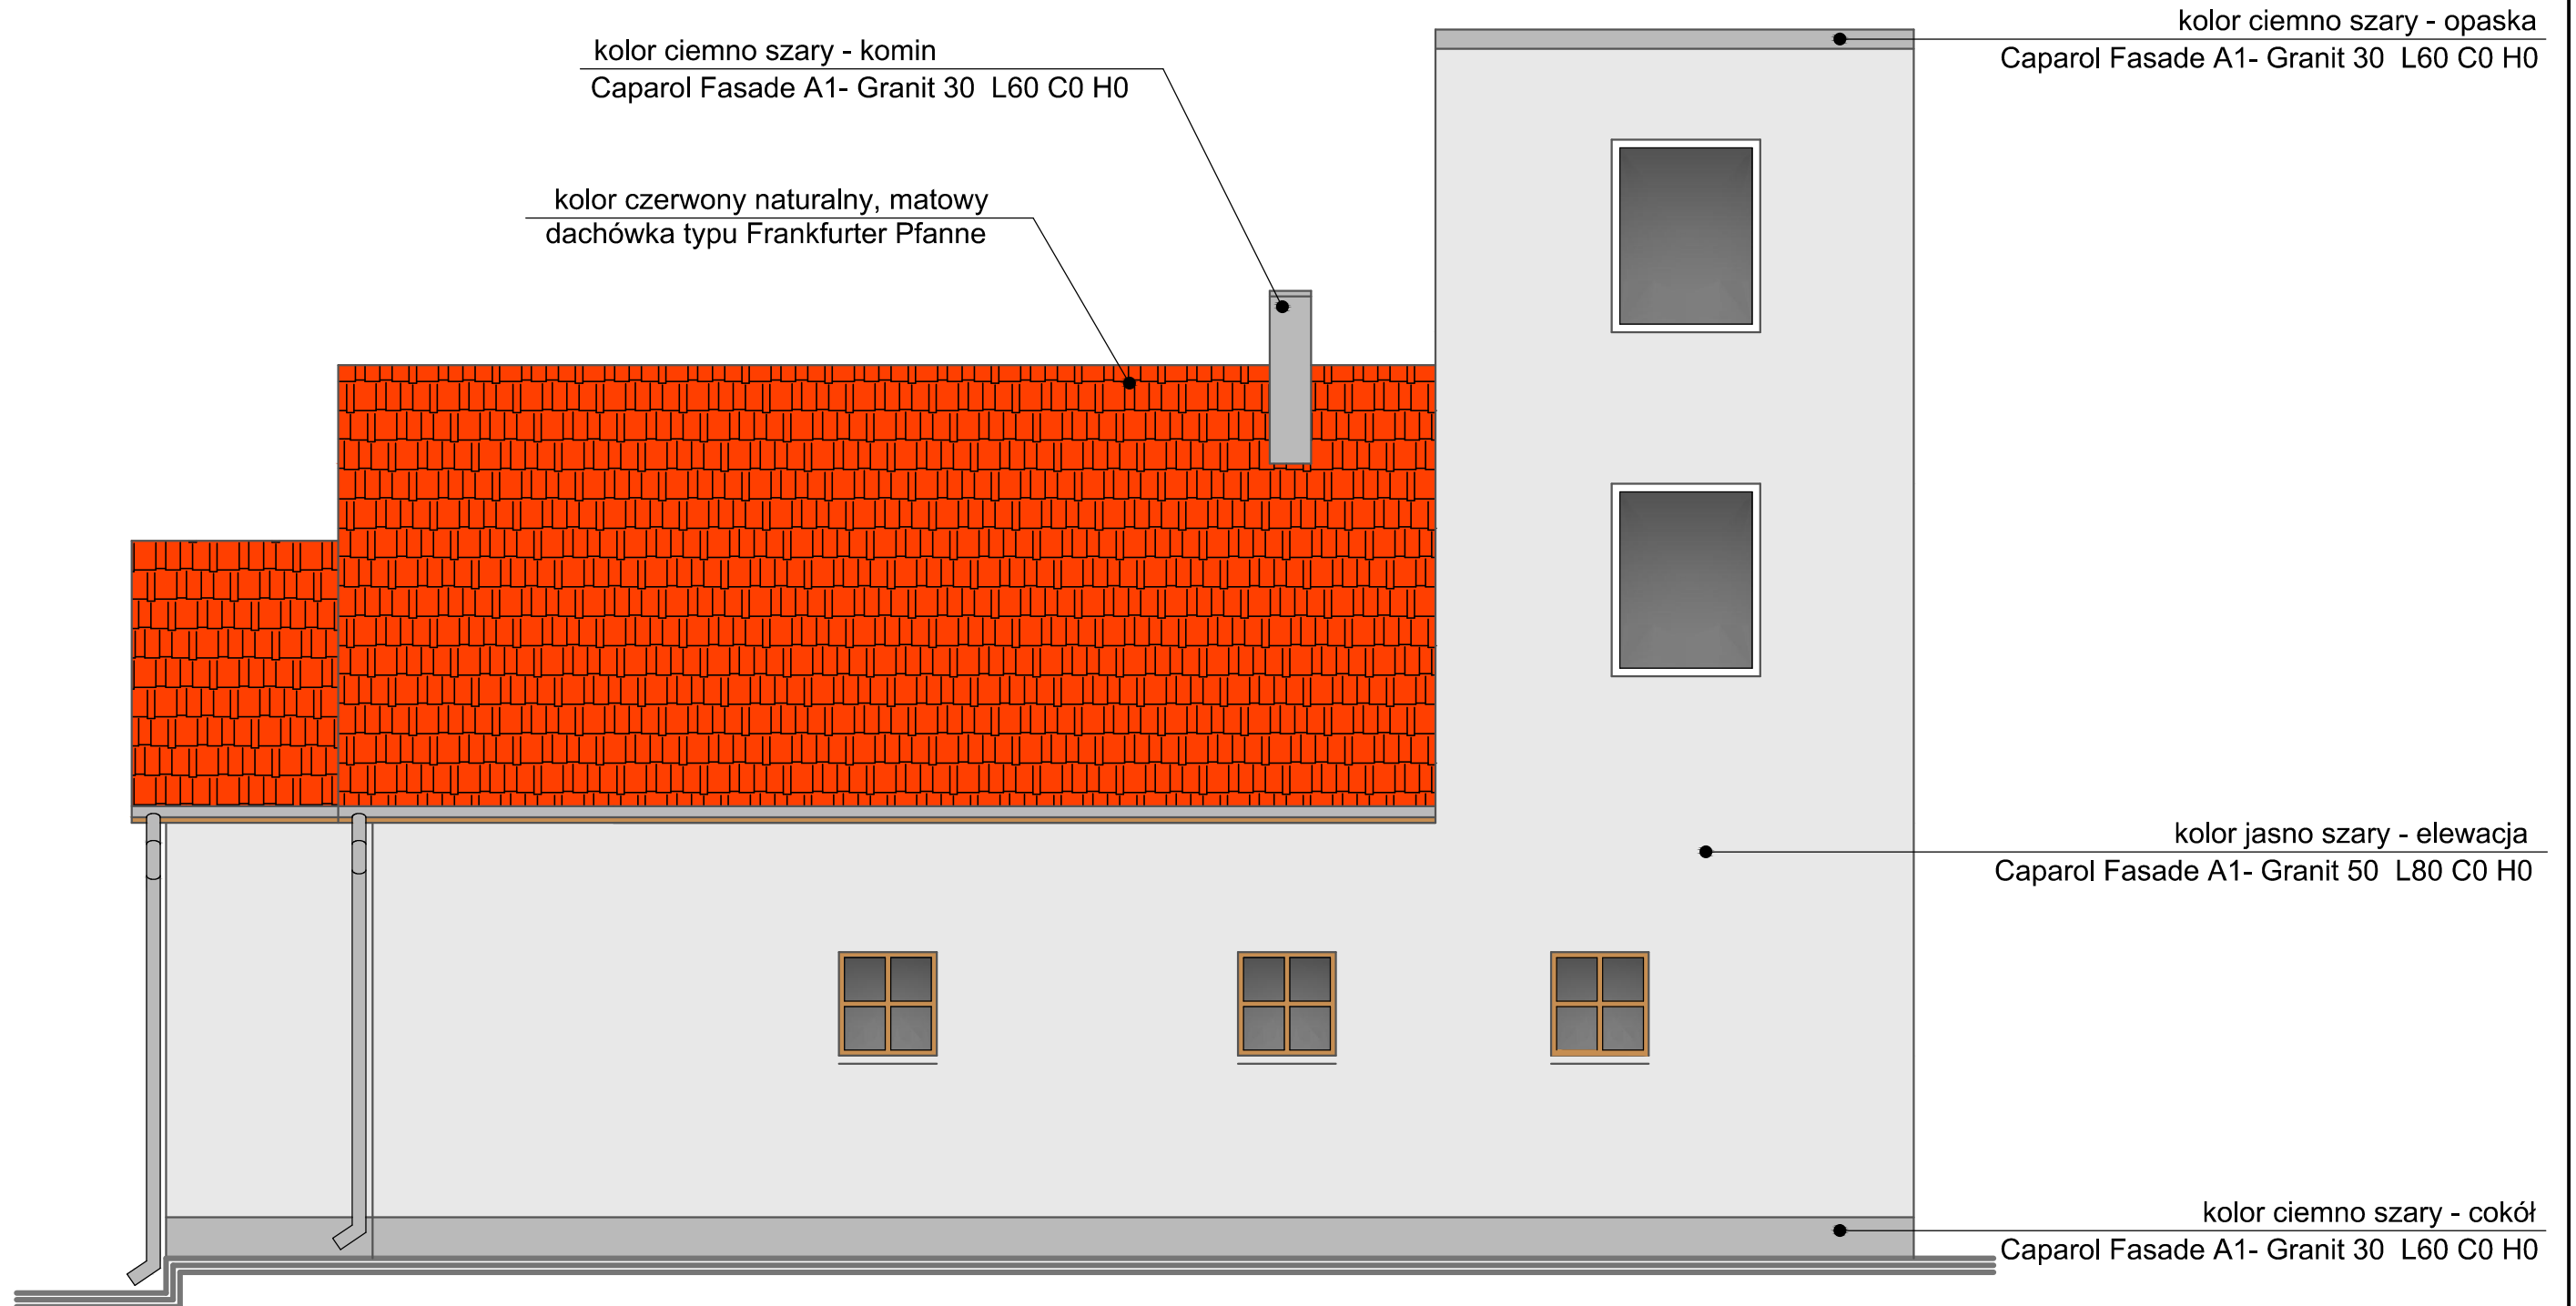 kolor ciemno szary - opaska
Caparol Fasade A1- Granit 30  L60 C0 H0
kolor ciemno szary - komin
Caparol Fasade A1- Granit 30  L60 C0 H0
kolor czerwony naturalny, matowy
dachówka typu Frankfurter Pfanne
kolor jasno szary - elewacja
Caparol Fasade A1- Granit 50  L80 C0 H0
kolor ciemno szary - cokół
Caparol Fasade A1- Granit 30  L60 C0 H0